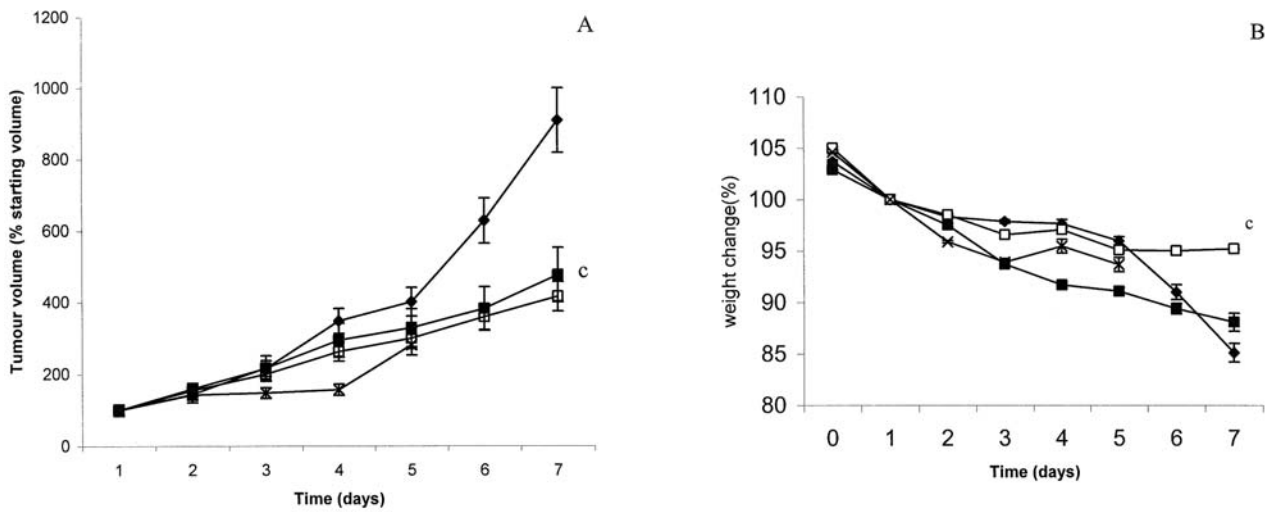 A
1200
1000
800
600
400
200
0
Tumour volume (% starting volume)
c
1 2 3 4 5 6 7
Time (days)
B
110
105
100
95
90
85
80
weight change(%)
c
0 1 2 3 4 5 6 7
Time (days)